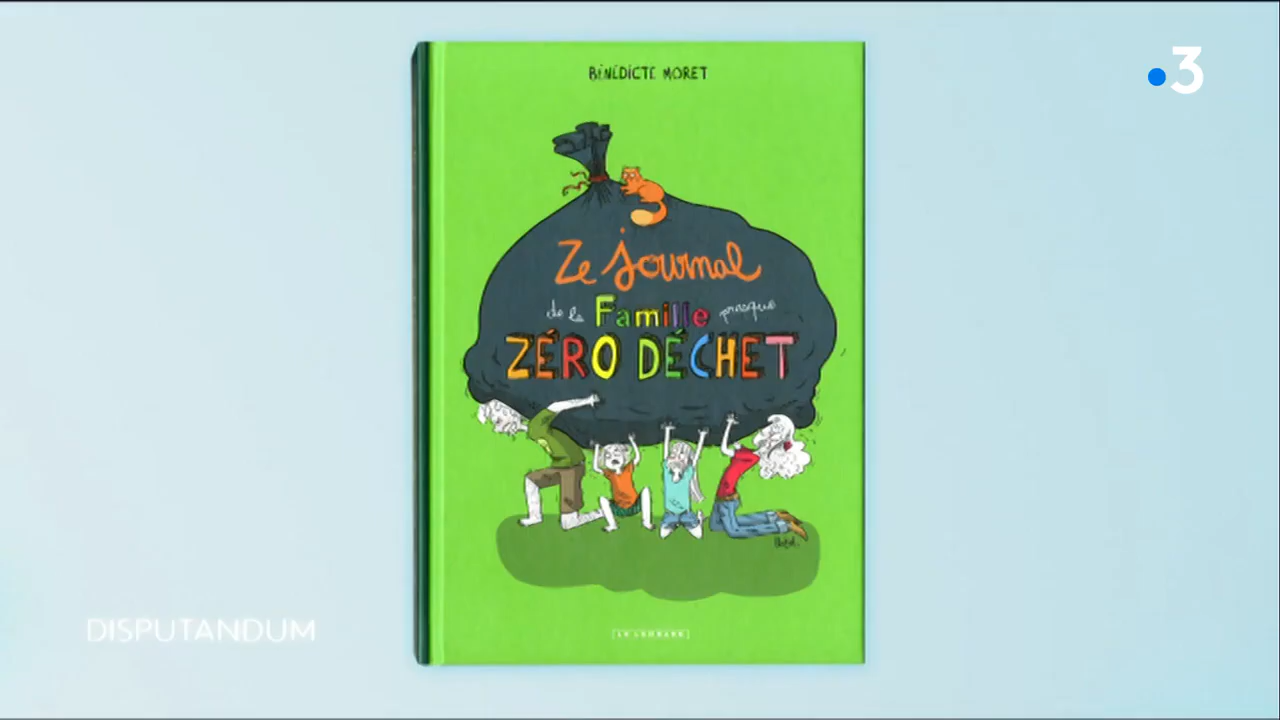 BÉNÉDICTE MORET
3
Ze journal
de la Famille presque
ZÉRO DÉCHET
DISPUTANDUM
LE LOMBARD